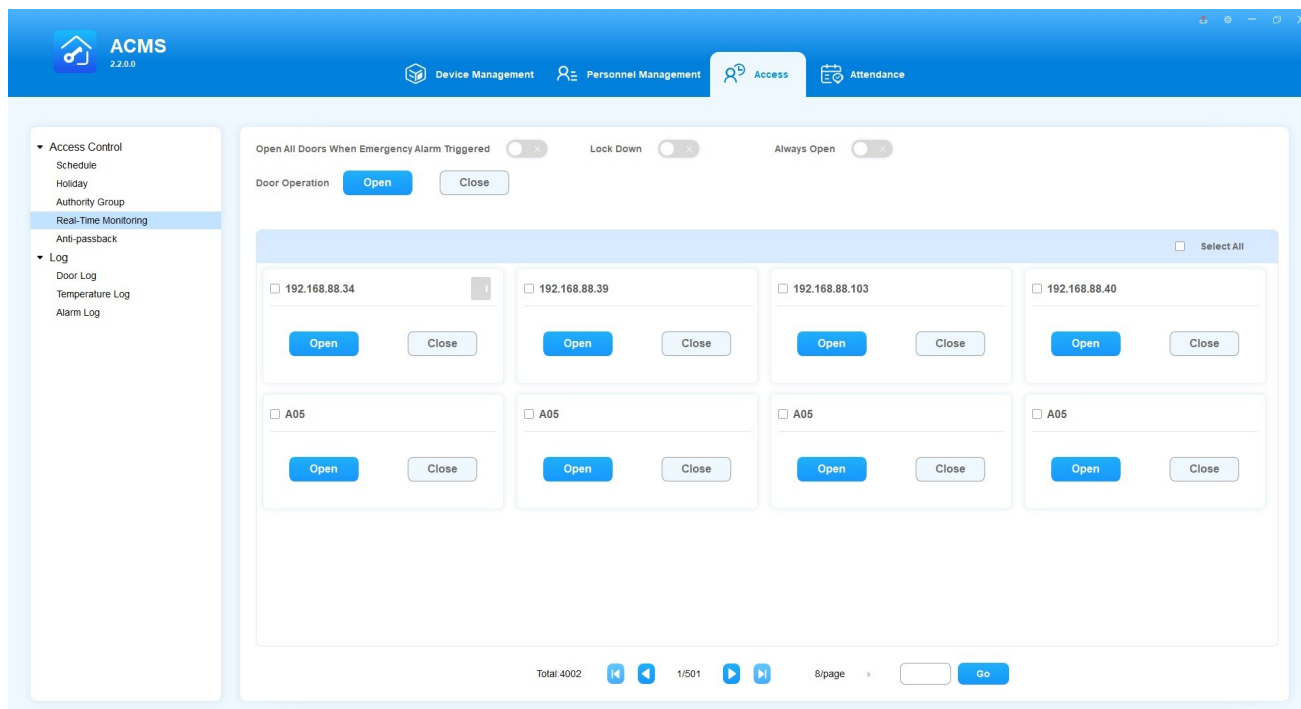 ACMS
2.2.0.0
Device Management
Personnel Management
Access
Attendance
Access Control
Schedule
Holiday
Authority Group
Real-Time Monitoring
Anti-passback
Log
Door Log
Temperature Log
Alarm Log
Open All Doors When Emergency Alarm Triggered Lock Down Always Open
Door Operation Open Close
Select All
192.168.88.34 192.168.88.39 192.168.88.103 192.168.88.40
Open Close Open Close Open Close Open Close
A05 A05 A05 A05
Open Close Open Close Open Close Open Close
Total:4002 1/501 8/page Go